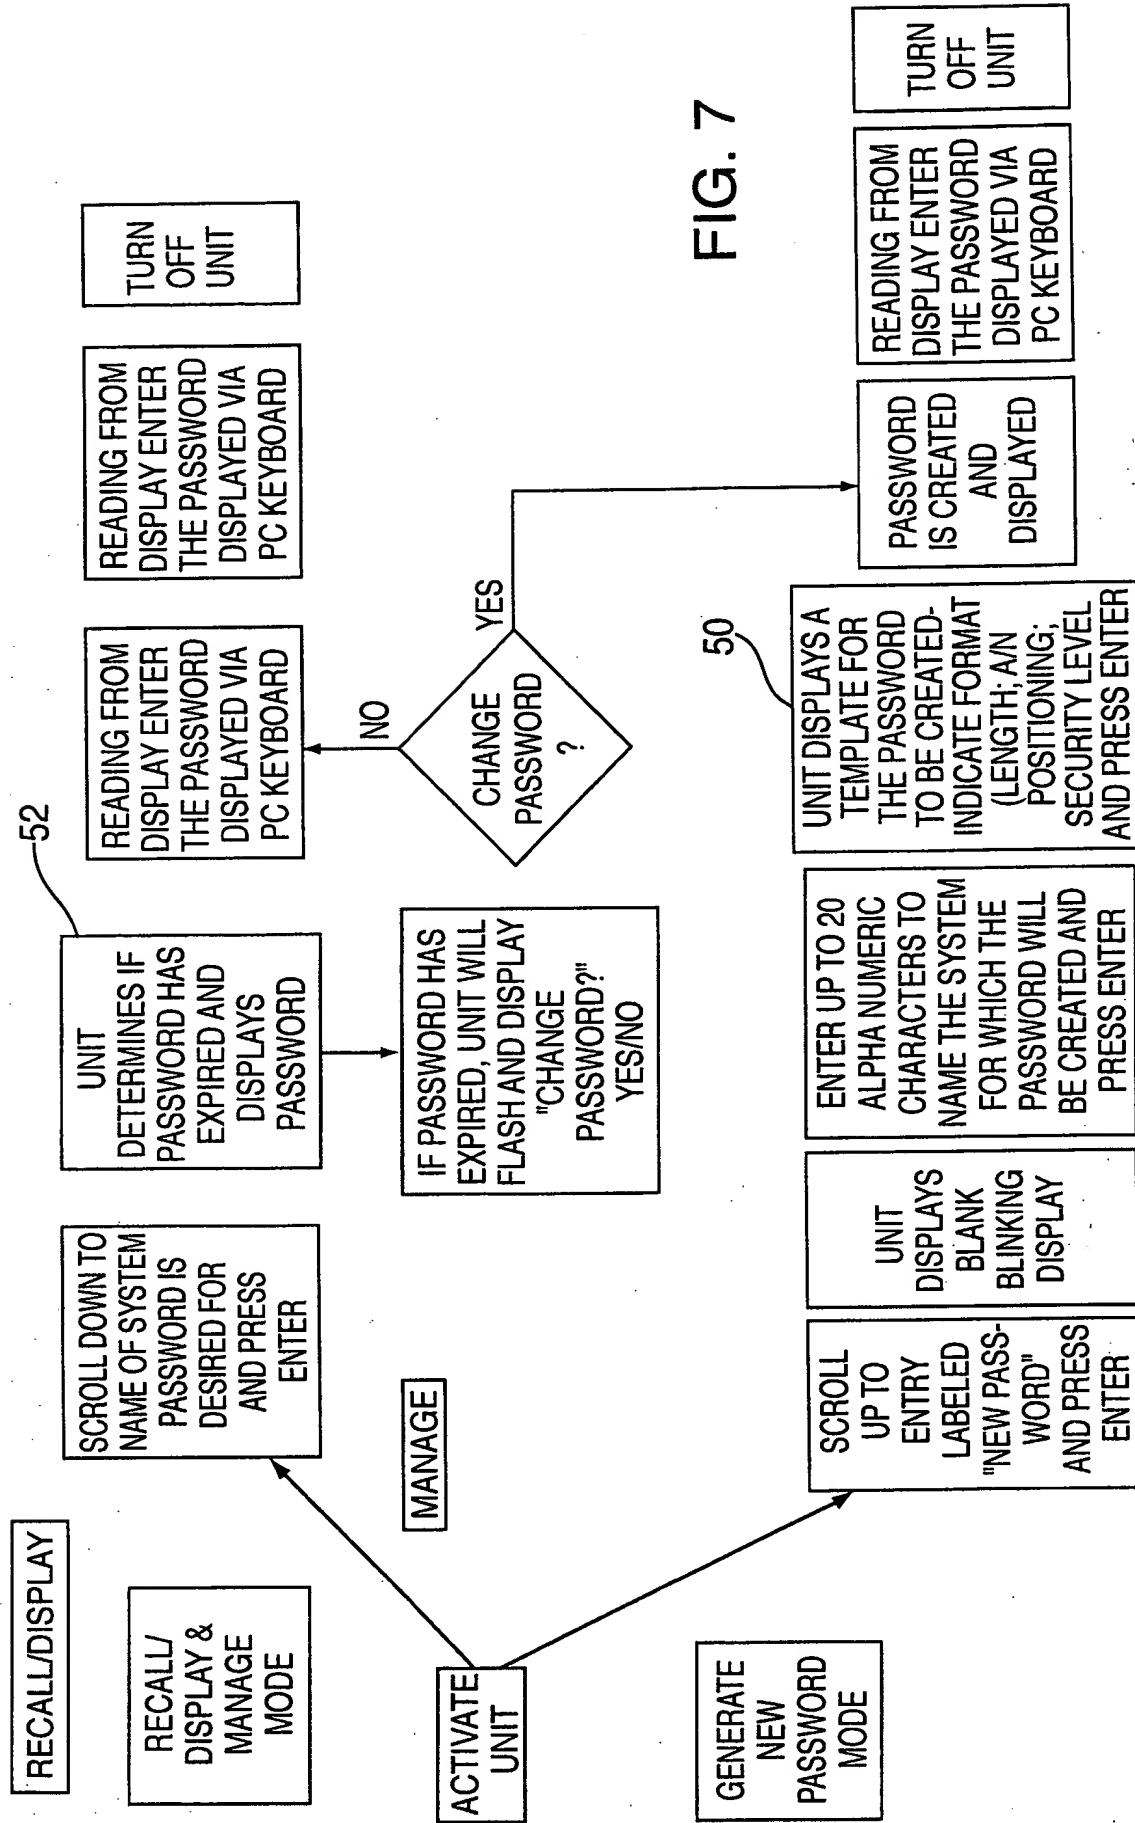 RECALL/DISPLAY
RECALL/
DISPLAY &
MANAGE
MODE
SCROLL DOWN TO
NAME OF SYSTEM
PASSWORD IS
DESIRED FOR
AND PRESS
ENTER
52
UNIT
DETERMINES IF
PASSWORD HAS
EXPIRED AND
DISPLAYS
PASSWORD
READING FROM
DISPLAY ENTER
THE PASSWORD
DISPLAYED VIA
PC KEYBOARD
READING FROM
DISPLAY ENTER
THE PASSWORD
DISPLAYED VIA
PC KEYBOARD
TURN
OFF
UNIT
ACTIVATE
UNIT
MANAGE
IF PASSWORD HAS
EXPIRED, UNIT WILL
FLASH AND DISPLAY
"CHANGE
PASSWORD?"
YES/NO
NO
CHANGE
PASSWORD
?
YES
FIG. 7
GENERATE
NEW
PASSWORD
MODE
SCROLL
UP TO
ENTRY
LABELED
"NEW PASS-
WORD"
AND PRESS
ENTER
UNIT
DISPLAYS
BLANK
BLINKING
DISPLAY
ENTER UP TO 20
ALPHA NUMERIC
CHARACTERS TO
NAME THE SYSTEM
FOR WHICH THE
PASSWORD WILL
BE CREATED AND
PRESS ENTER
50
UNIT DISPLAYS A
TEMPLATE FOR
THE PASSWORD
TO BE CREATED-
INDICATE FORMAT
(LENGTH; A/N
POSITIONING;
SECURITY LEVEL
AND PRESS ENTER
PASSWORD
IS CREATED
AND
DISPLAYED
READING FROM
DISPLAY ENTER
THE PASSWORD
DISPLAYED VIA
PC KEYBOARD
TURN
OFF
UNIT